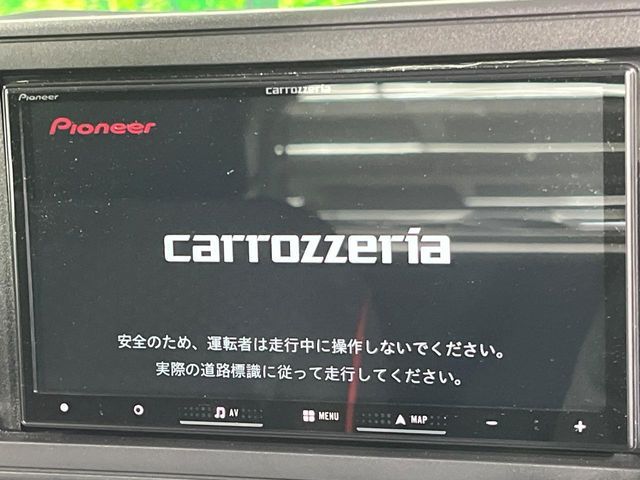 Pioneer
carrozzeria
Pioneer
carrozzeria
安全のため、運転者は走行中に操作しないでください。
実際の道路標識に従って走行してください。
AV MENU MAP - +